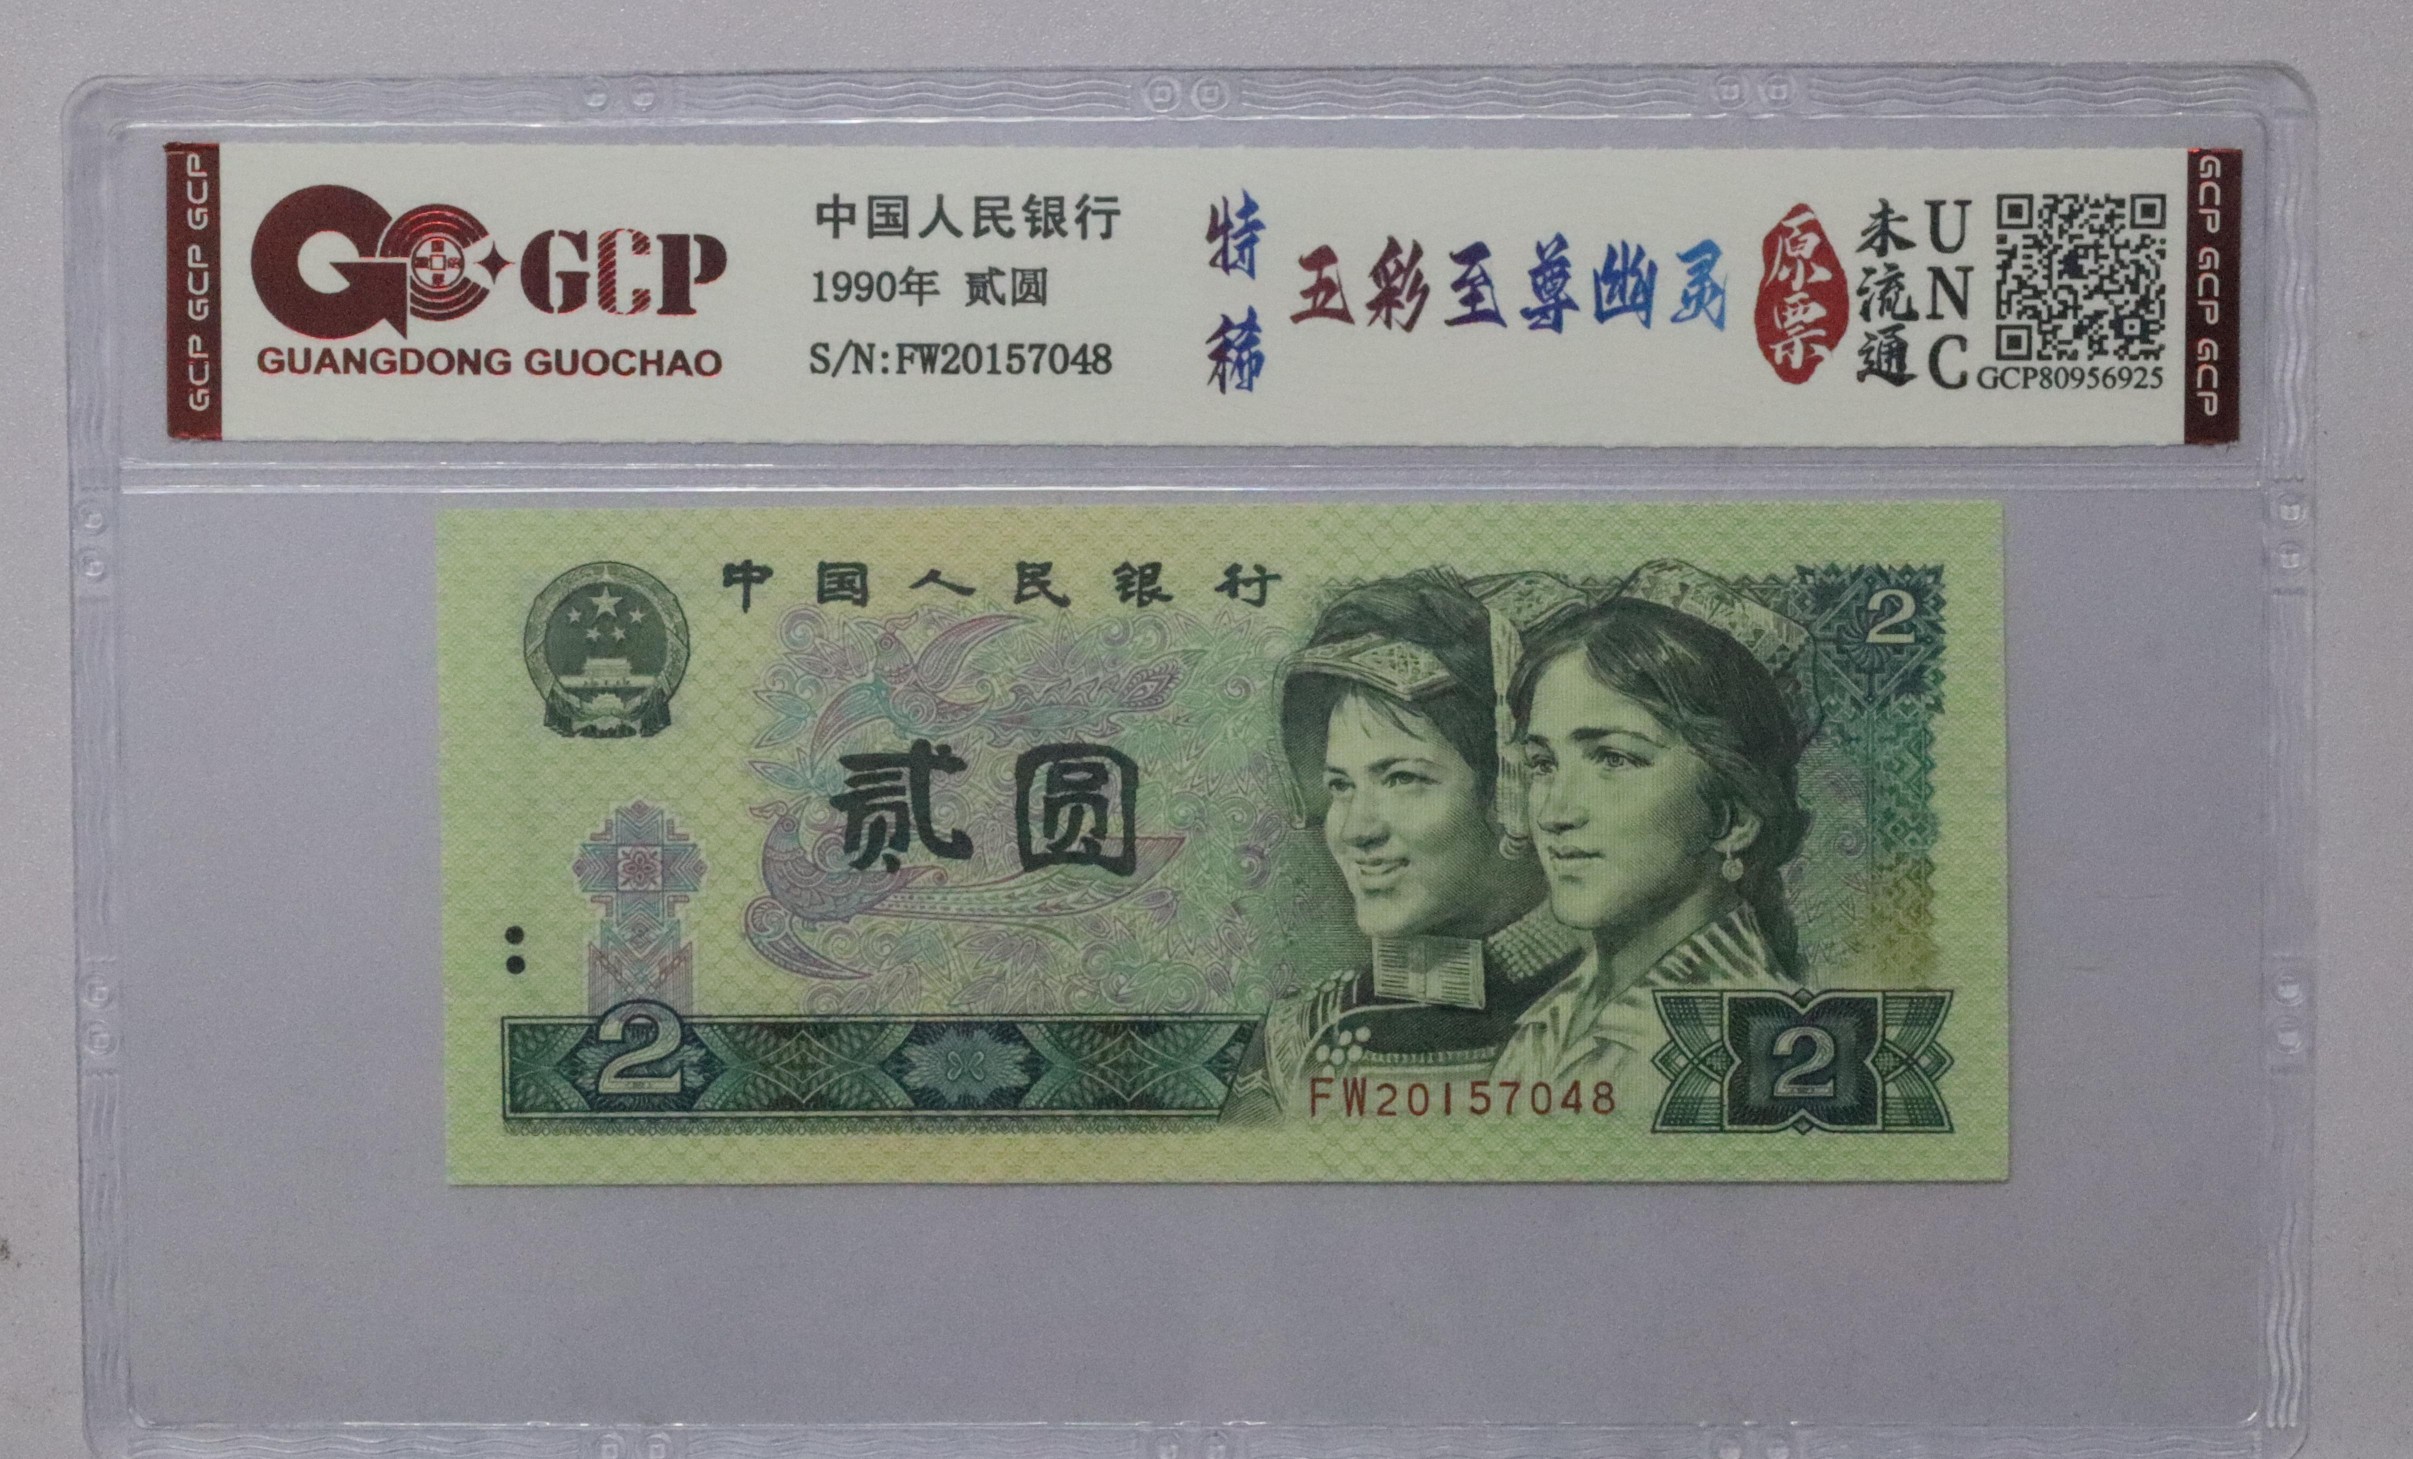 GCP GCP GCP
GCP
GUANGDONG GUOCHAO
中国人民银行
1990年 贰圆
S/N:FW20157048
特稀
五彩至尊幽灵
原票
未流通
UNC
GCP80956925
GCP GCP GCP
中国人民银行
2
贰圆
2
2
FW20157048